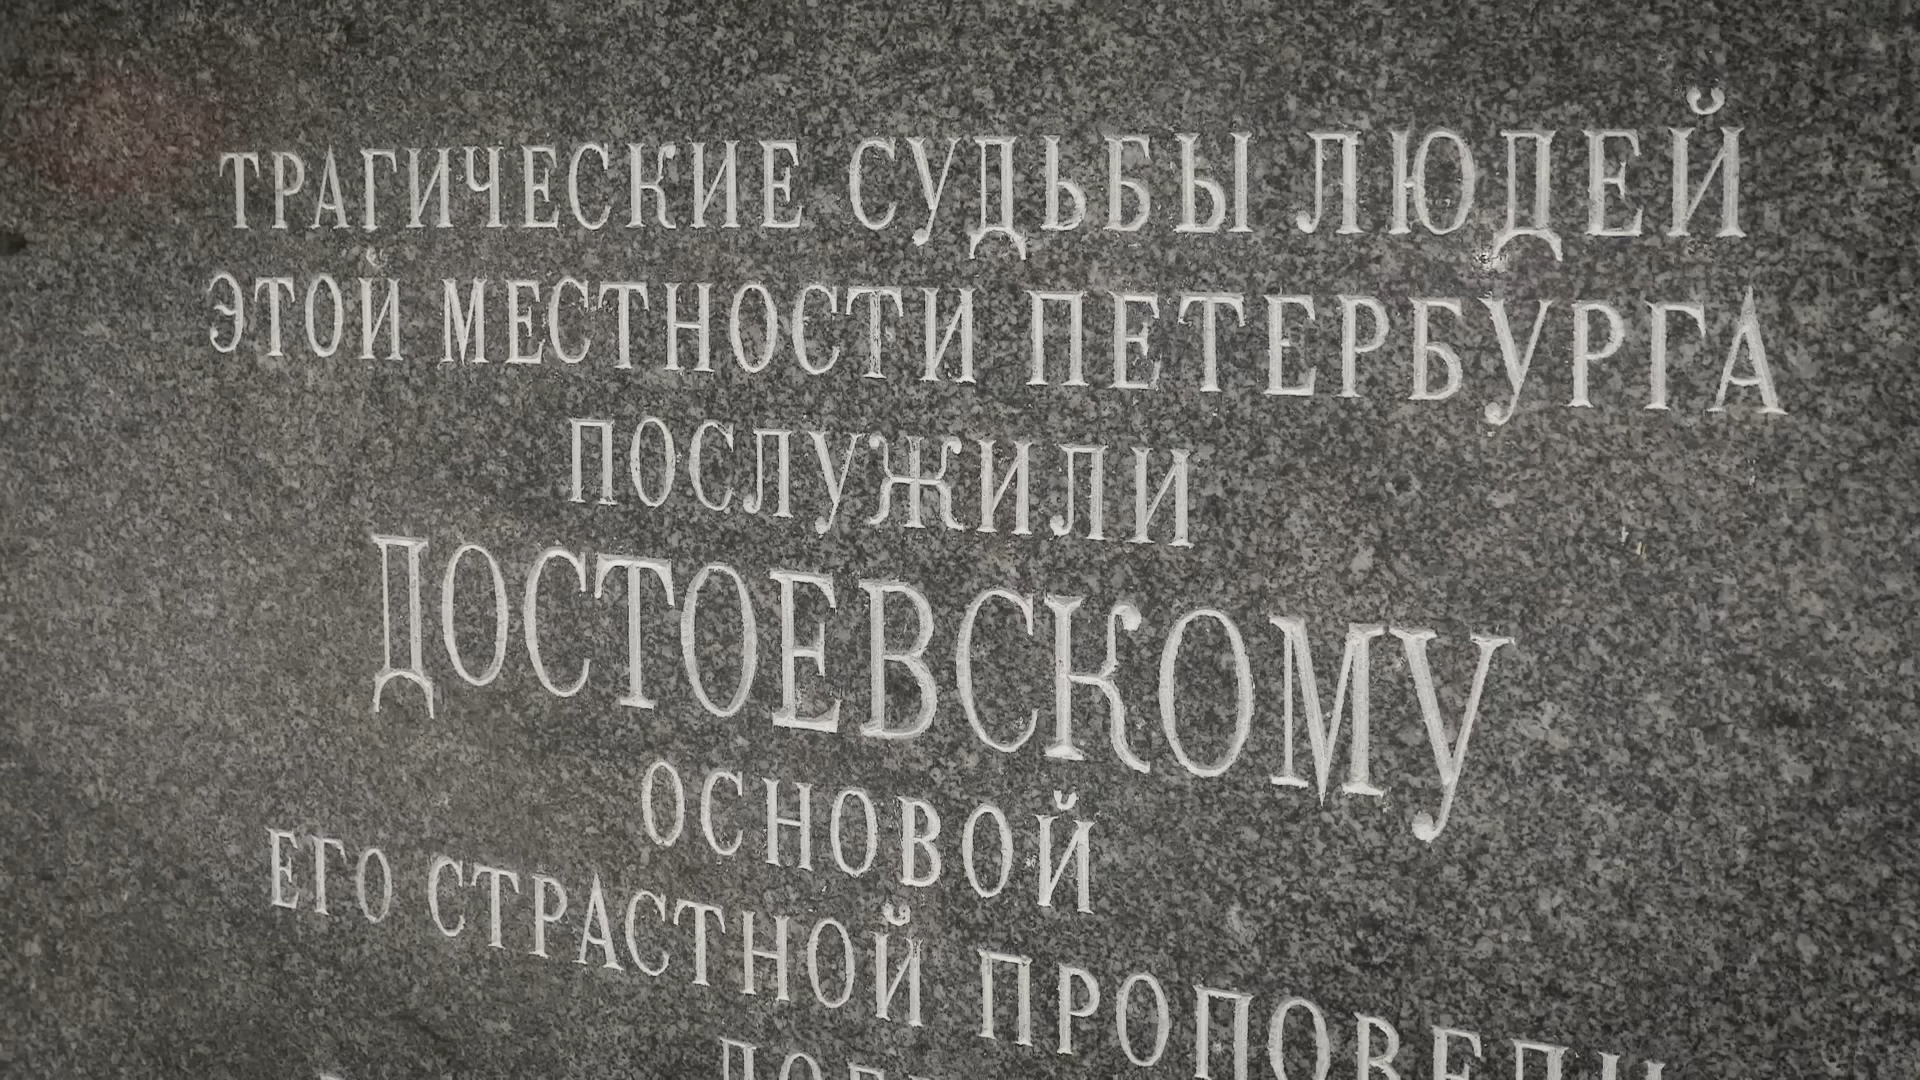 ТРАГИЧЕСКИЕ СУДЬБЫ ЛЮДЕЙ
ЭТОЙ МЕСТНОСТИ ПЕТЕРБУРГА
ПОСЛУЖИЛИ
ДОСТОЕВСКОМУ
ОСНОВОЙ
ЕГО СТРАСТНОЙ ПРОПОВЕДИ